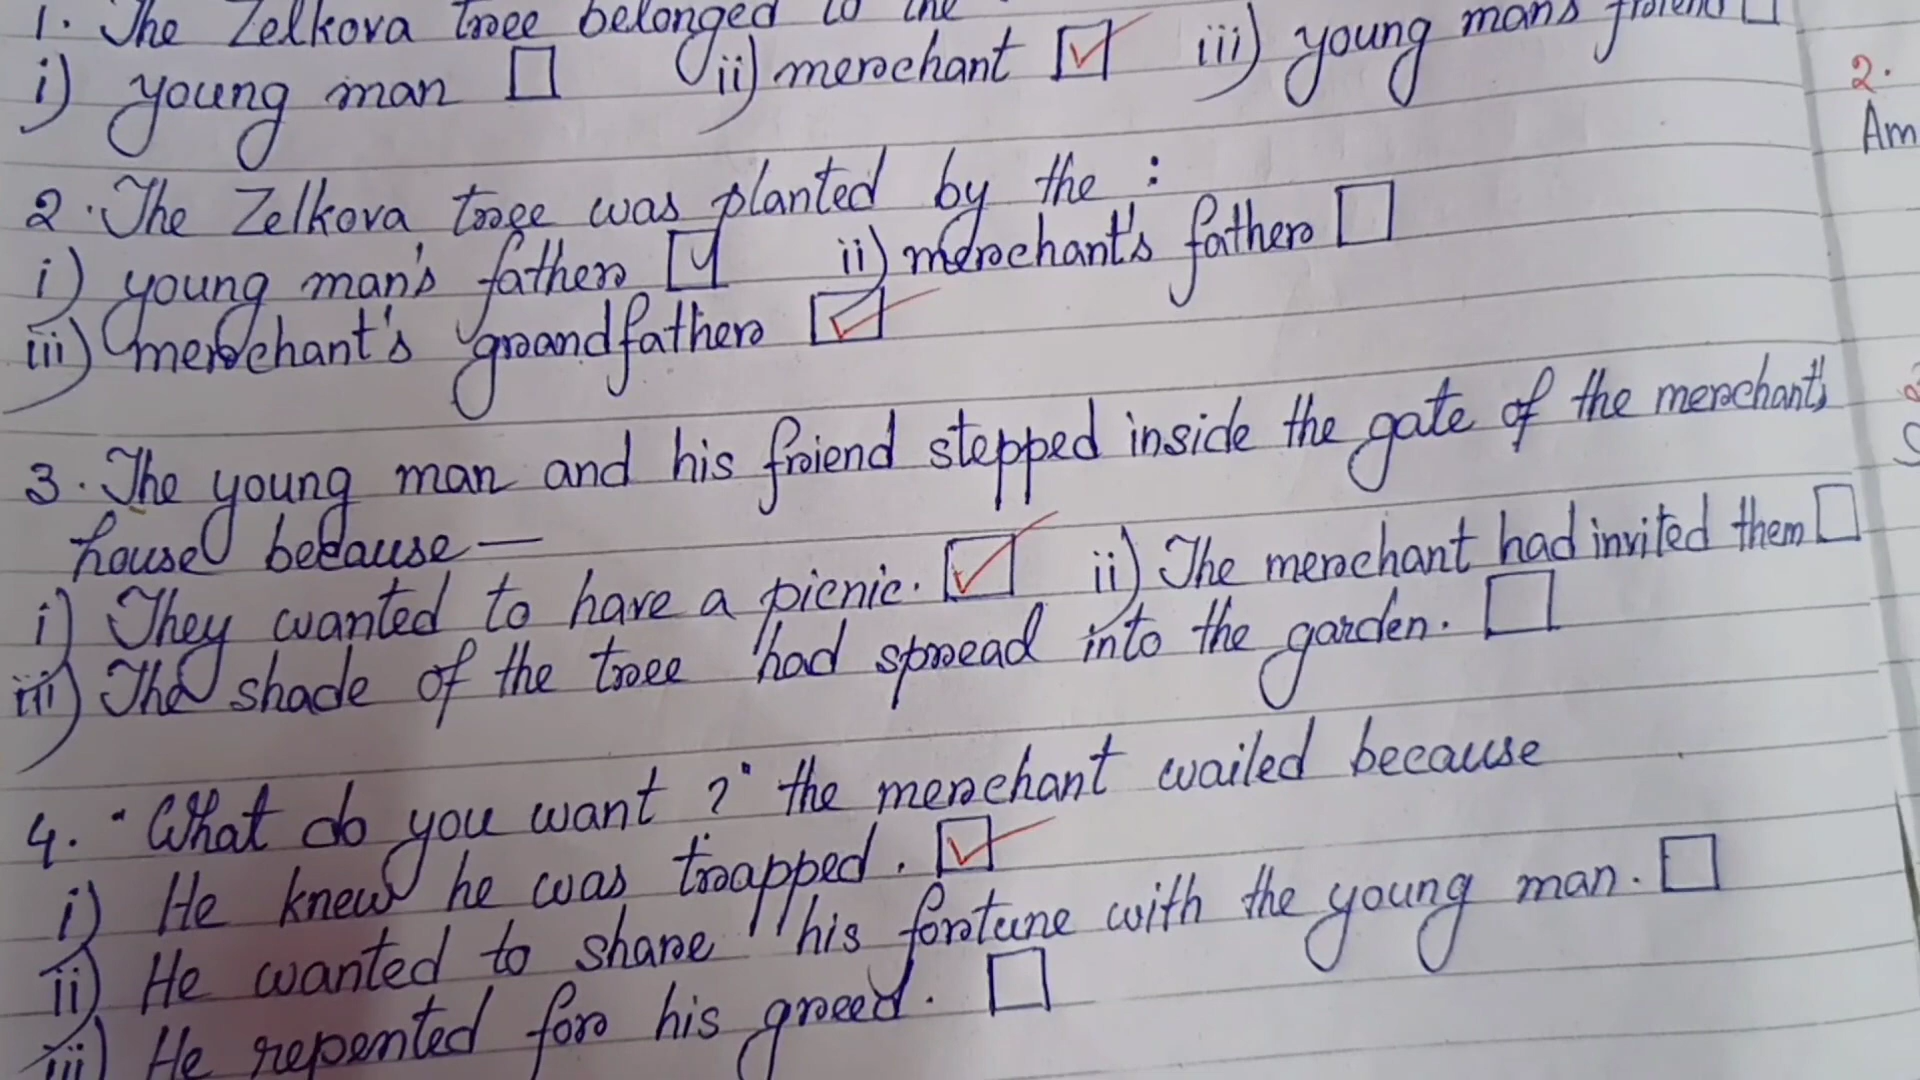 1. The Zelkova tree belonged to the
i) young man ii) merchant iii) young man's friend
2. The Zelkova tree was planted by the :
i) young man's father ii) merchant's father
iii) merchant's grandfather
3. The young man and his friend stepped inside the gate of the merchant's
house because —
i) They wanted to have a picnic. ii) The merchant had invited them
iii) The shade of the tree had spread into the garden.
4. "What do you want ?" the merchant wailed because
i) He knew he was trapped.
ii) He wanted to share his fortune with the young man.
iii) He repented for his greed.
2.
Am